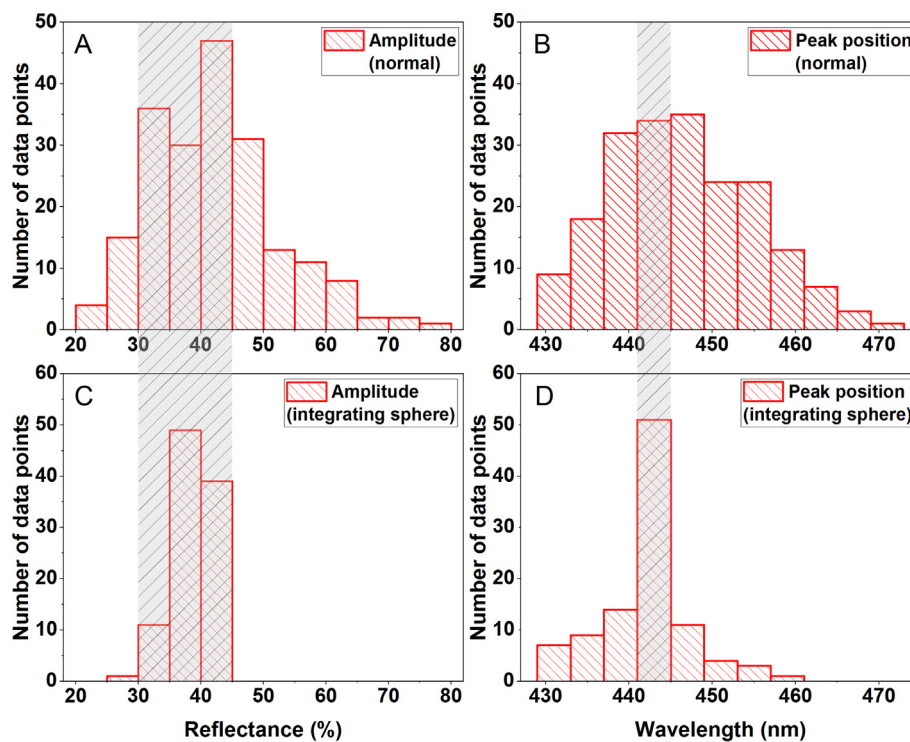 A
Amplitude
(normal)
Number of data points
50
40
30
20
10
0
20 30 40 50 60 70 80
B
Peak position
(normal)
Number of data points
50
40
30
20
10
0
430 440 450 460 470
C
Amplitude
(integrating sphere)
Number of data points
60
50
40
30
20
10
0
20 30 40 50 60 70 80
Reflectance (%)
D
Peak position
(integrating sphere)
Number of data points
60
50
40
30
20
10
0
430 440 450 460 470
Wavelength (nm)